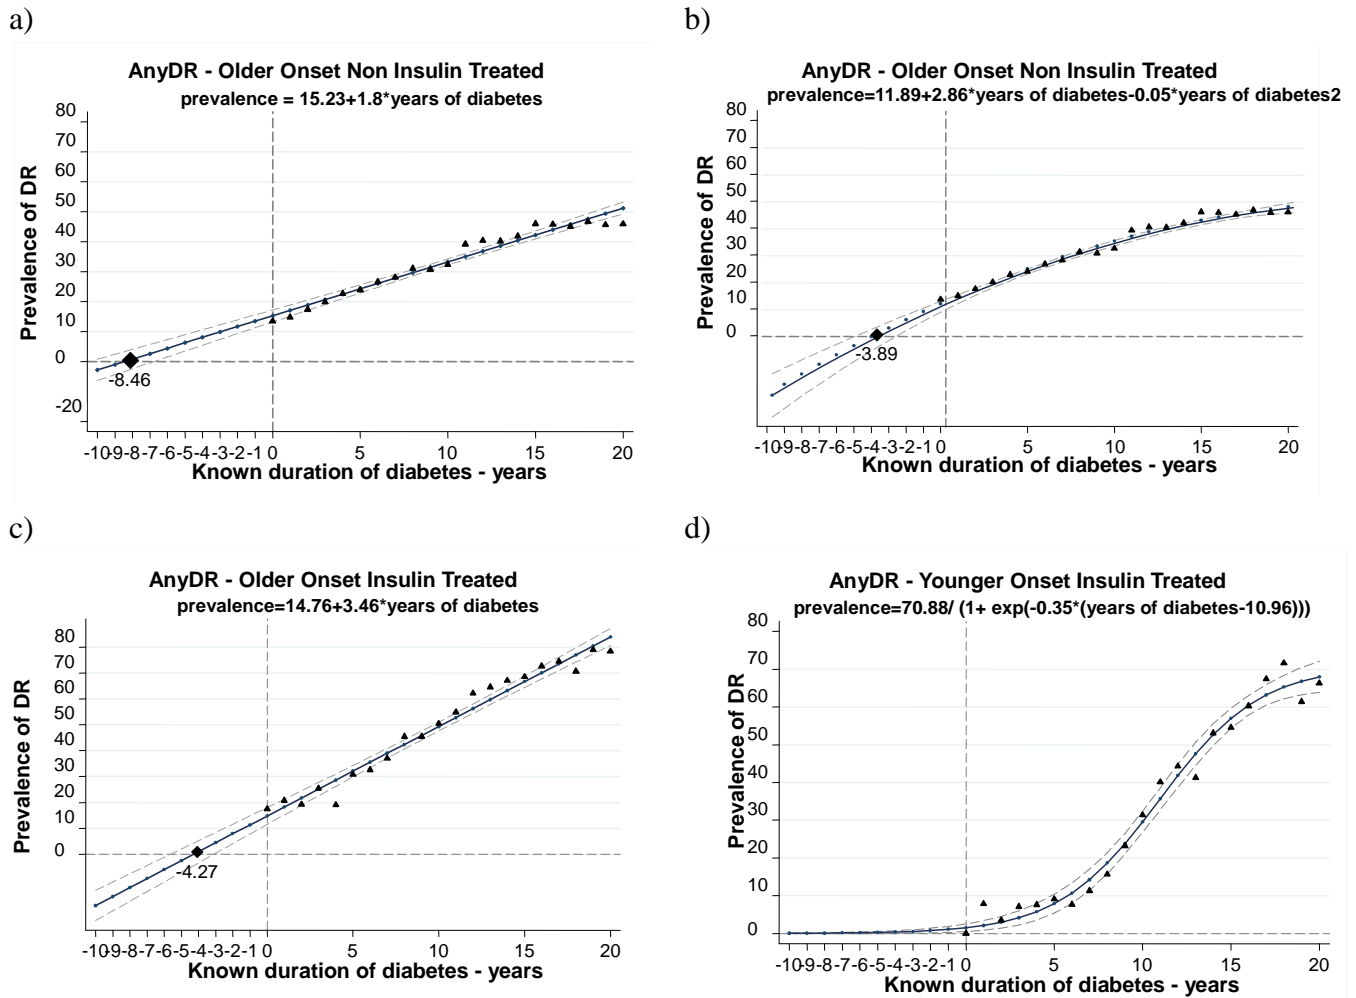 a)
AnyDR - Older Onset Non Insulin Treated
prevalence = 15.23+1.8*years of diabetes
Prevalence of DR
80
70
60
50
40
30
20
10
0
-20
-8.46
-10-9-8-7-6-5-4-3-2-1 0 5 10 15 20
Known duration of diabetes - years
b)
AnyDR - Older Onset Non Insulin Treated
prevalence=11.89+2.86*years of diabetes-0.05*years of diabetes2
Prevalence of DR
80
70
60
50
40
30
20
10
0
-3.89
-10-9-8-7-6-5-4-3-2-1 0 5 10 15 20
Known duration of diabetes - years
c)
AnyDR - Older Onset Insulin Treated
prevalence=14.76+3.46*years of diabetes
Prevalence of DR
80
70
60
50
40
30
20
10
0
-4.27
-10-9-8-7-6-5-4-3-2-1 0 5 10 15 20
Known duration of diabetes - years
d)
AnyDR - Younger Onset Insulin Treated
prevalence=70.88/ (1+ exp(-0.35*(years of diabetes-10.96)))
Prevalence of DR
80
70
60
50
40
30
20
10
0
-10-9-8-7-6-5-4-3-2-1 0 5 10 15 20
Known duration of diabetes - years